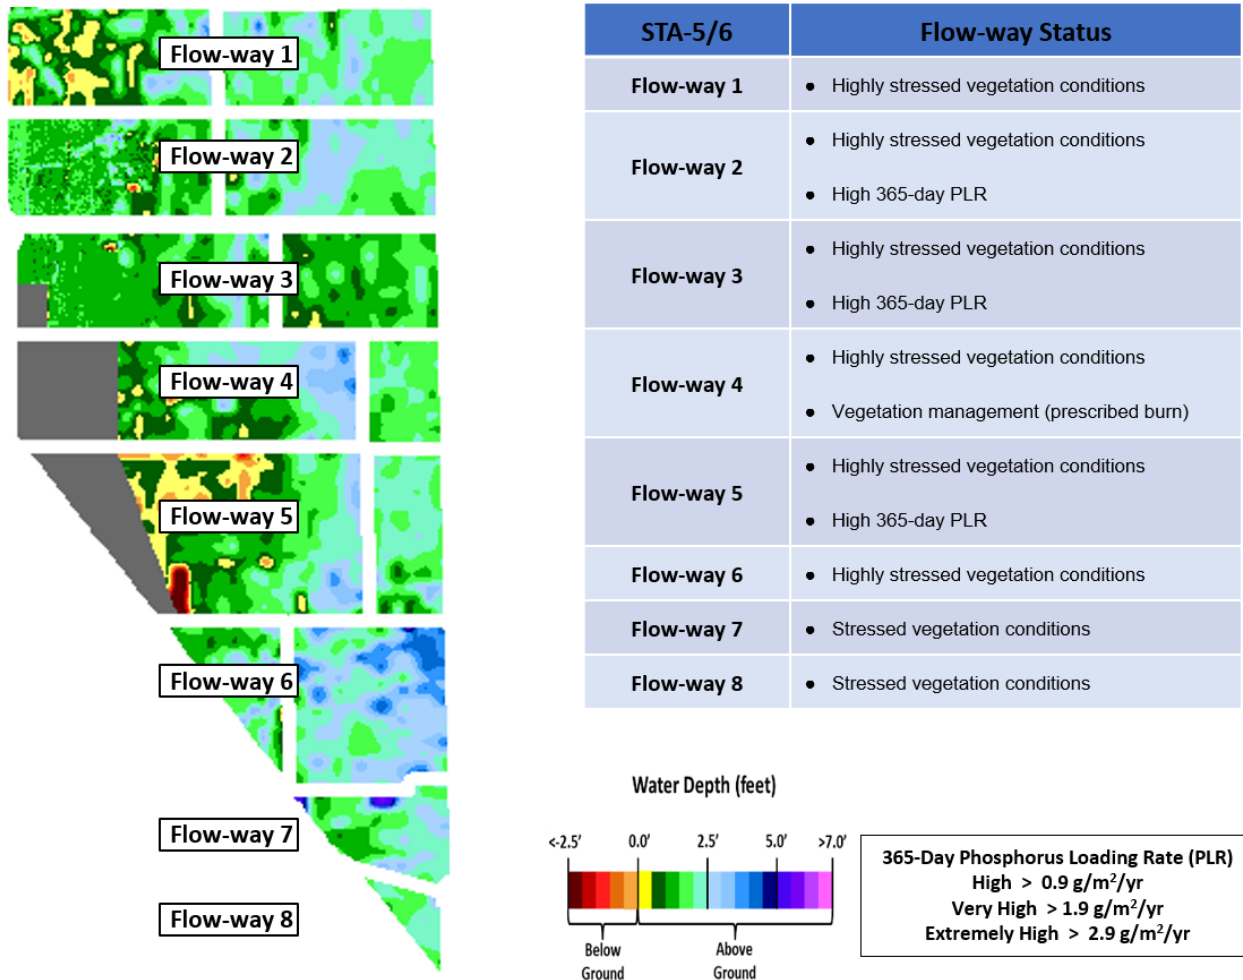 Flow-way 1
Flow-way 2
Flow-way 3
Flow-way 4
Flow-way 5
Flow-way 6
Flow-way 7
Flow-way 8
STA-5/6 Flow-way Status
Flow-way 1 • Highly stressed vegetation conditions
Flow-way 2 • Highly stressed vegetation conditions
• High 365-day PLR
Flow-way 3 • Highly stressed vegetation conditions
• High 365-day PLR
Flow-way 4 • Highly stressed vegetation conditions
• Vegetation management (prescribed burn)
Flow-way 5 • Highly stressed vegetation conditions
• High 365-day PLR
Flow-way 6 • Highly stressed vegetation conditions
Flow-way 7 • Stressed vegetation conditions
Flow-way 8 • Stressed vegetation conditions
Water Depth (feet)
<-2.5' 0.0' 2.5' 5.0' >7.0'
Below Ground
Above Ground
365-Day Phosphorus Loading Rate (PLR)
High > 0.9 g/m²/yr
Very High > 1.9 g/m²/yr
Extremely High > 2.9 g/m²/yr